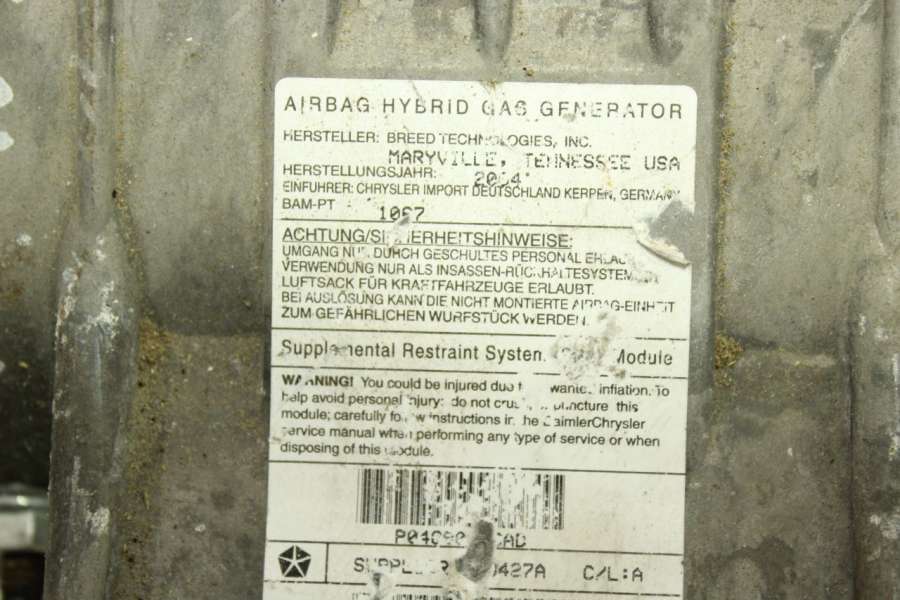 AIRBAG HYBRID GAS GENERATOR
HERSTELLER: BREED TECHNOLOGIES, INC.
MARYVILLE, TENNESSEE USA
HERSTELLUNGSJAHR: 2004
EINFUHRER: CHRYSLER IMPORT DEUTSCHLAND KERPEN, GERMANY
BAM-PT
ACHTUNG/SICHERHEITSHINWEISE:
UMGANG NUR DURCH GESCHULTES PERSONAL
VERWENDUNG NUR ALS INSASSEN-RÜCKHALTESYSTEM
LUFTSACK FÜR KRAFTFAHRZEUGE ERLAUBT.
BEI AUSLÖSUNG KANN DIE NICHT MONTIERTE AIRBAG-EINHEIT
ZUM GEFÄHRLICHEN WURFSTÜCK WERDEN.
Supplemental Restraint System Module
WARNING! You could be injured due inflation. To
help avoid personal injury: do not puncture this
module; carefully follow instructions in the DaimlerChrysler
service manual when performing any type of service or when
disposing of this module.
SUPPLIER C/L:A